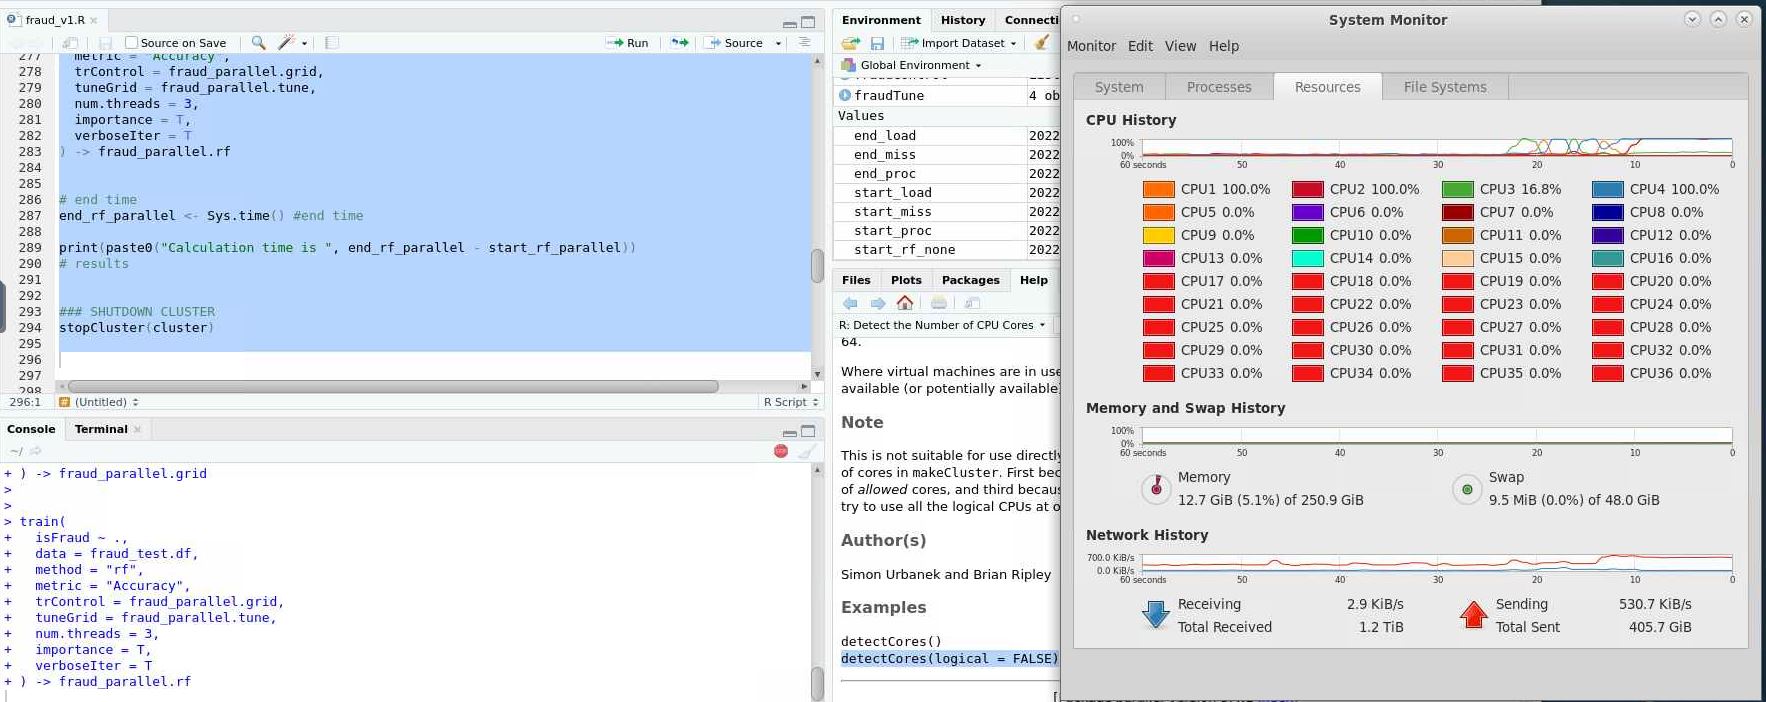 fraud_v1.R
Source on Save
Run
Source
277 metric = "Accuracy",
278 trControl = fraud_parallel.grid,
279 tuneGrid = fraud_parallel.tune,
280 num.threads = 3,
281 importance = T,
282 verboseIter = T
283 ) -> fraud_parallel.rf
284
285
286 # end time
287 end_rf_parallel <- Sys.time() #end time
288
289 print(paste0("Calculation time is ", end_rf_parallel - start_rf_parallel))
290 # results
291
292
293 ### SHUTDOWN CLUSTER
294 stopCluster(cluster)
295
296
297
298
296:1 # (Untitled) R Script
Console Terminal
~/
+ ) -> fraud_parallel.grid
>
>
> train(
+ isFraud ~ .,
+ data = fraud_test.df,
+ method = "rf",
+ metric = "Accuracy",
+ trControl = fraud_parallel.grid,
+ tuneGrid = fraud_parallel.tune,
+ num.threads = 3,
+ importance = T,
+ verboseIter = T
+ ) -> fraud_parallel.rf
Environment History Connecti
Import Dataset
Global Environment
fraudTune 4 ob
Values
end_load 2022
end_miss 2022
end_proc 2022
start_load 2022
start_miss 2022
start_proc 2022
start_rf_none 2022
Files Plots Packages Help
R: Detect the Number of CPU Cores
64.
Where virtual machines are in use
available (or potentially available)
Note
This is not suitable for use directly
of cores in makeCluster. First bec
of allowed cores, and third becaus
try to use all the logical CPUs at o
Author(s)
Simon Urbanek and Brian Ripley
Examples
detectCores()
detectCores(logical = FALSE)
System Monitor
Monitor Edit View Help
System Processes Resources File Systems
CPU History
100%
0%
60 seconds 50 40 30 20 10 0
CPU1 100.0% CPU2 100.0% CPU3 16.8% CPU4 100.0%
CPU5 0.0% CPU6 0.0% CPU7 0.0% CPU8 0.0%
CPU9 0.0% CPU10 0.0% CPU11 0.0% CPU12 0.0%
CPU13 0.0% CPU14 0.0% CPU15 0.0% CPU16 0.0%
CPU17 0.0% CPU18 0.0% CPU19 0.0% CPU20 0.0%
CPU21 0.0% CPU22 0.0% CPU23 0.0% CPU24 0.0%
CPU25 0.0% CPU26 0.0% CPU27 0.0% CPU28 0.0%
CPU29 0.0% CPU30 0.0% CPU31 0.0% CPU32 0.0%
CPU33 0.0% CPU34 0.0% CPU35 0.0% CPU36 0.0%
Memory and Swap History
100%
0%
60 seconds 50 40 30 20 10 0
Memory Swap
12.7 GiB (5.1%) of 250.9 GiB 9.5 MiB (0.0%) of 48.0 GiB
Network History
700.0 KiB/s
0.0 KiB/s
60 seconds 50 40 30 20 10 0
Receiving 2.9 KiB/s Sending 530.7 KiB/s
Total Received 1.2 TiB Total Sent 405.7 GiB